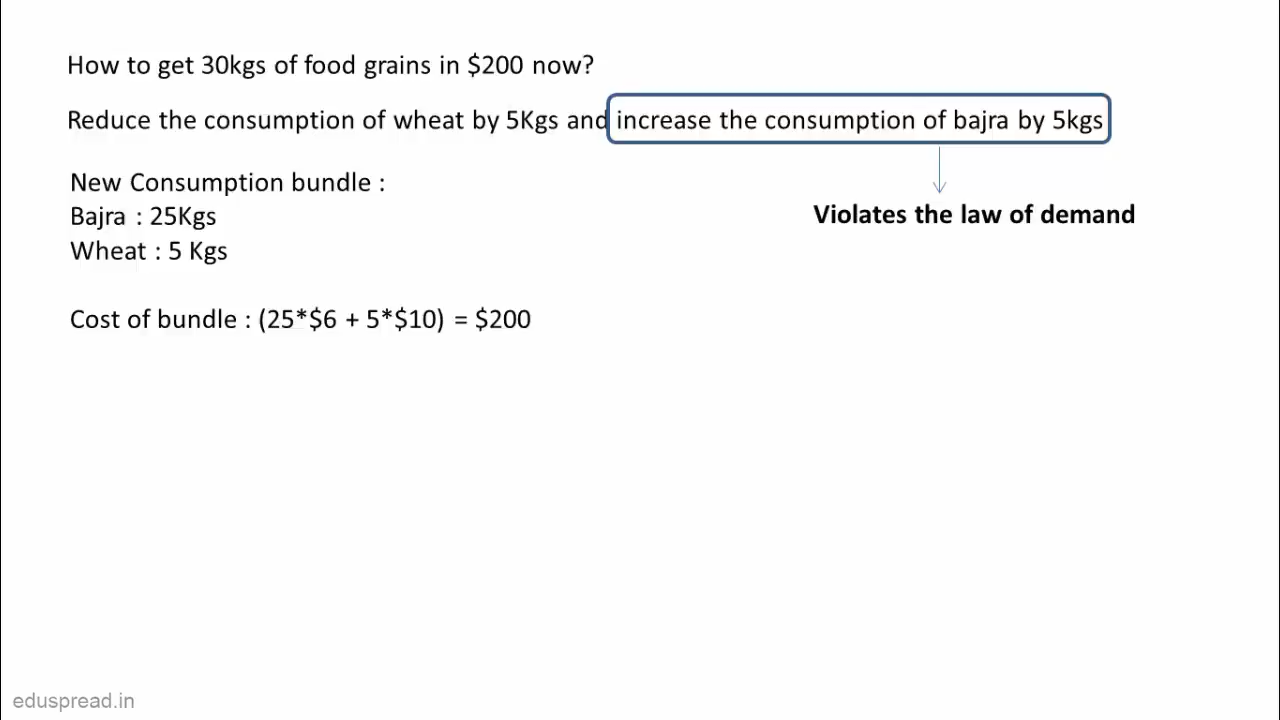 How to get 30kgs of food grains in $200 now?
Reduce the consumption of wheat by 5Kgs and increase the consumption of bajra by 5kgs
New Consumption bundle :
Violates the law of demand
Bajra : 25Kgs
Wheat : 5 Kgs
Cost of bundle : (25*$6 + 5*$10) = $200
eduspread.in